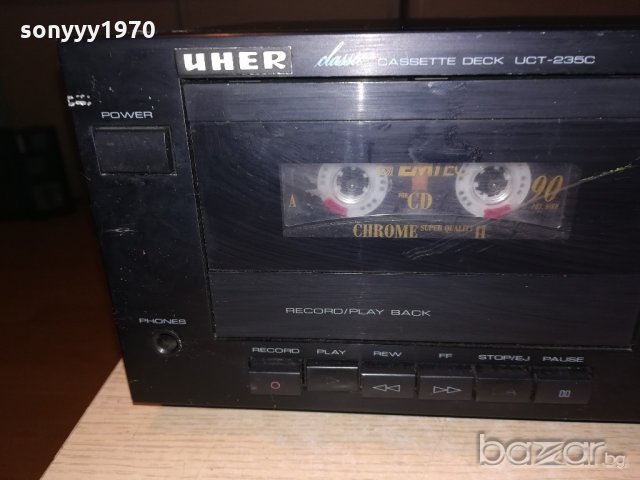 sonyyy1970
UHER classic CASSETTE DECK UCT-235C
POWER
A FOR CD 90
CHROME SUPER QUALITY II
RECORD/PLAY BACK
PHONES
RECORD PLAY REW FF STOP/EJ PAUSE
bazar.bg